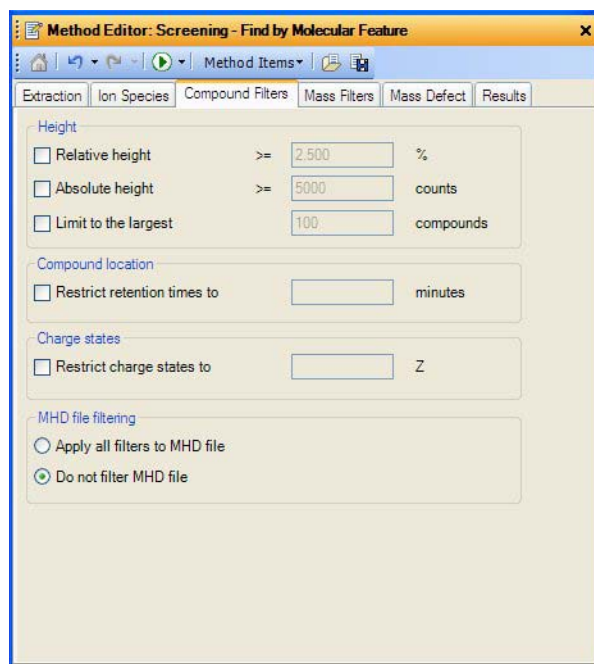 Method Editor: Screening - Find by Molecular Feature
Method Items
Extraction Ion Species Compound Filters Mass Filters Mass Defect Results
Height
Relative height >= 2.500 %
Absolute height >= 5000 counts
Limit to the largest 100 compounds
Compound location
Restrict retention times to minutes
Charge states
Restrict charge states to Z
MHD file filtering
Apply all filters to MHD file
Do not filter MHD file